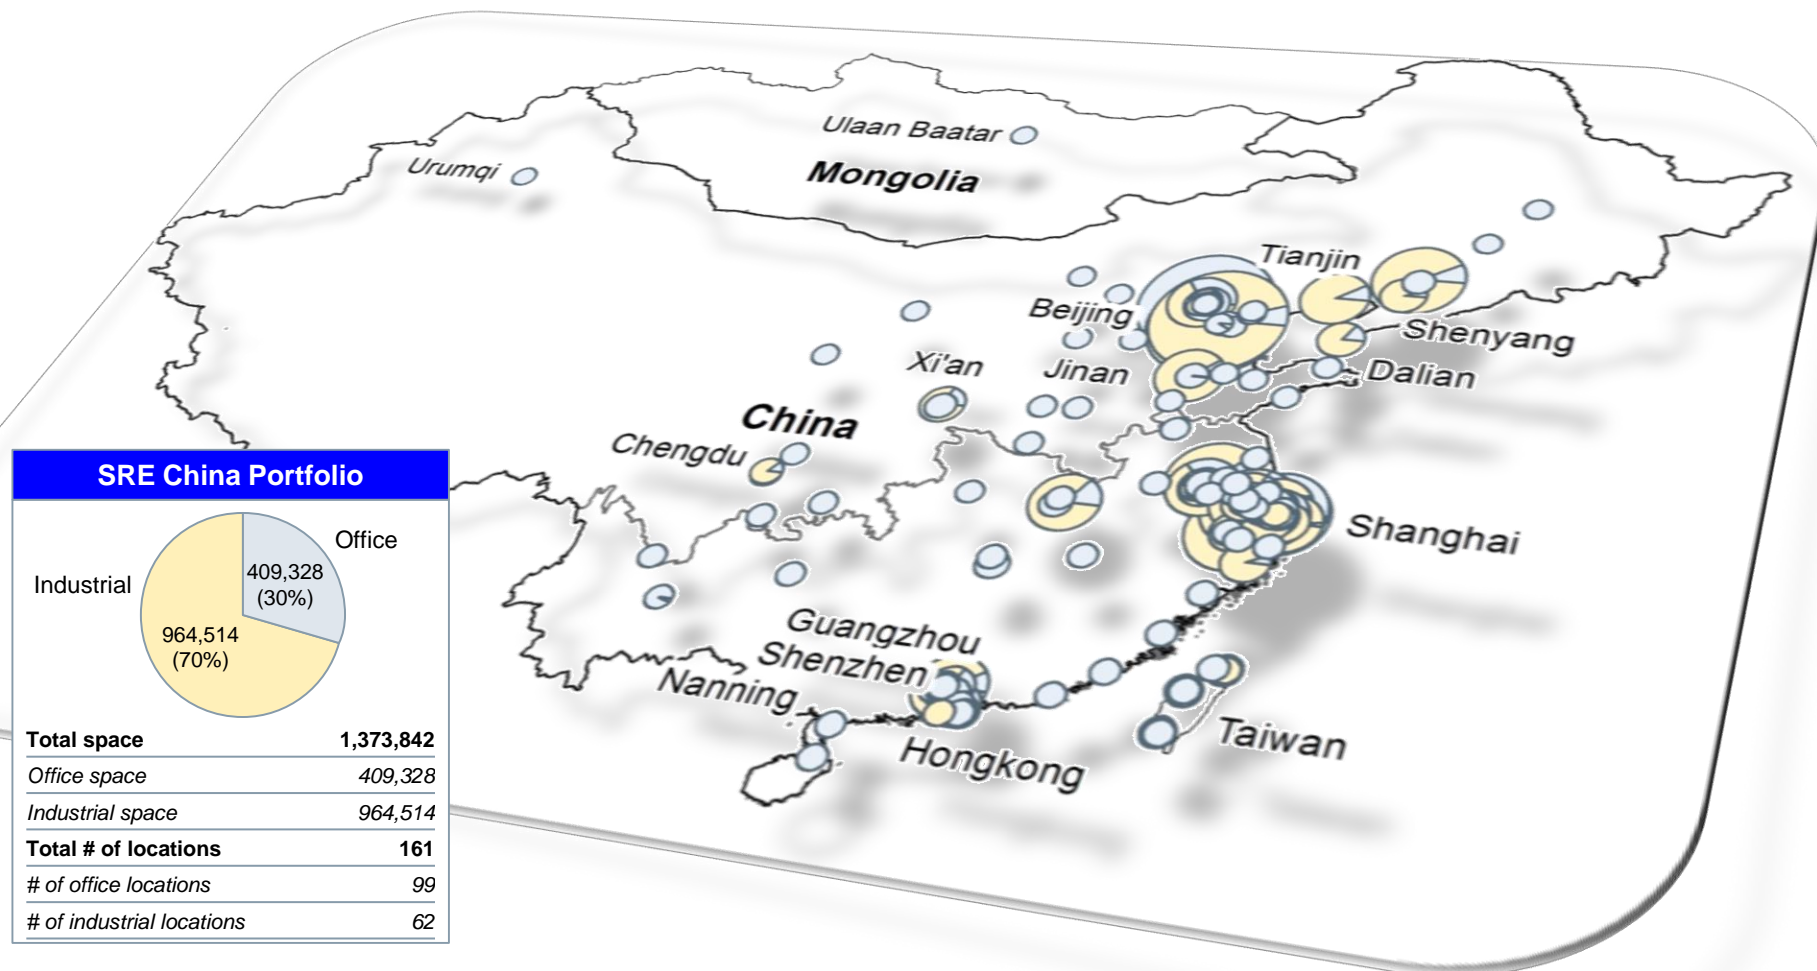 Ulaan Baatar
Urumqi
Mongolia
Tianjin
Beijing
Shenyang
Xi'an
Jinan
Dalian
China
Chengdu
Shanghai
Guangzhou
Shenzhen
Nanning
Hongkong
Taiwan
SRE China Portfolio
Office
Industrial
409,328
(30%)
964,514
(70%)
Total space 1,373,842
Office space 409,328
Industrial space 964,514
Total # of locations 161
# of office locations 99
# of industrial locations 62